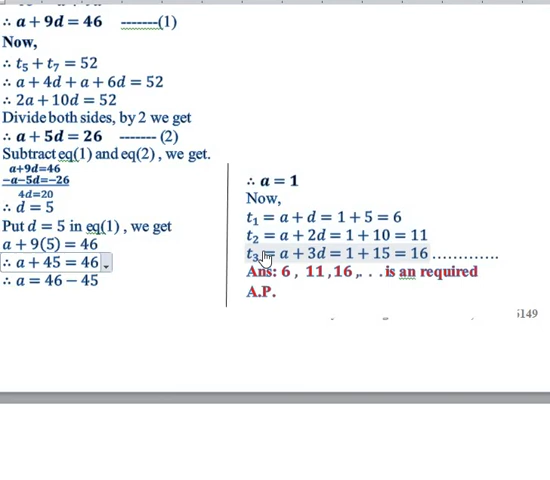 ∴ a + 9d = 46 -------(1)
Now,
∴ t₅ + t₇ = 52
∴ a + 4d + a + 6d = 52
∴ 2a + 10d = 52
Divide both sides, by 2 we get
∴ a + 5d = 26 ------- (2)
Subtract eq(1) and eq(2) , we get.
a+9d=46
−a−5d=−26
4d=20
∴ d = 5
Put d = 5 in eq(1) , we get
a + 9(5) = 46
∴ a + 45 = 46
∴ a = 46 − 45
∴ a = 1
Now,
t₁ = a + d = 1 + 5 = 6
t₂ = a + 2d = 1 + 10 = 11
t₃ = a + 3d = 1 + 15 = 16 .............
Ans: 6 , 11 ,16 ,. . . is an required
A.P.
5149